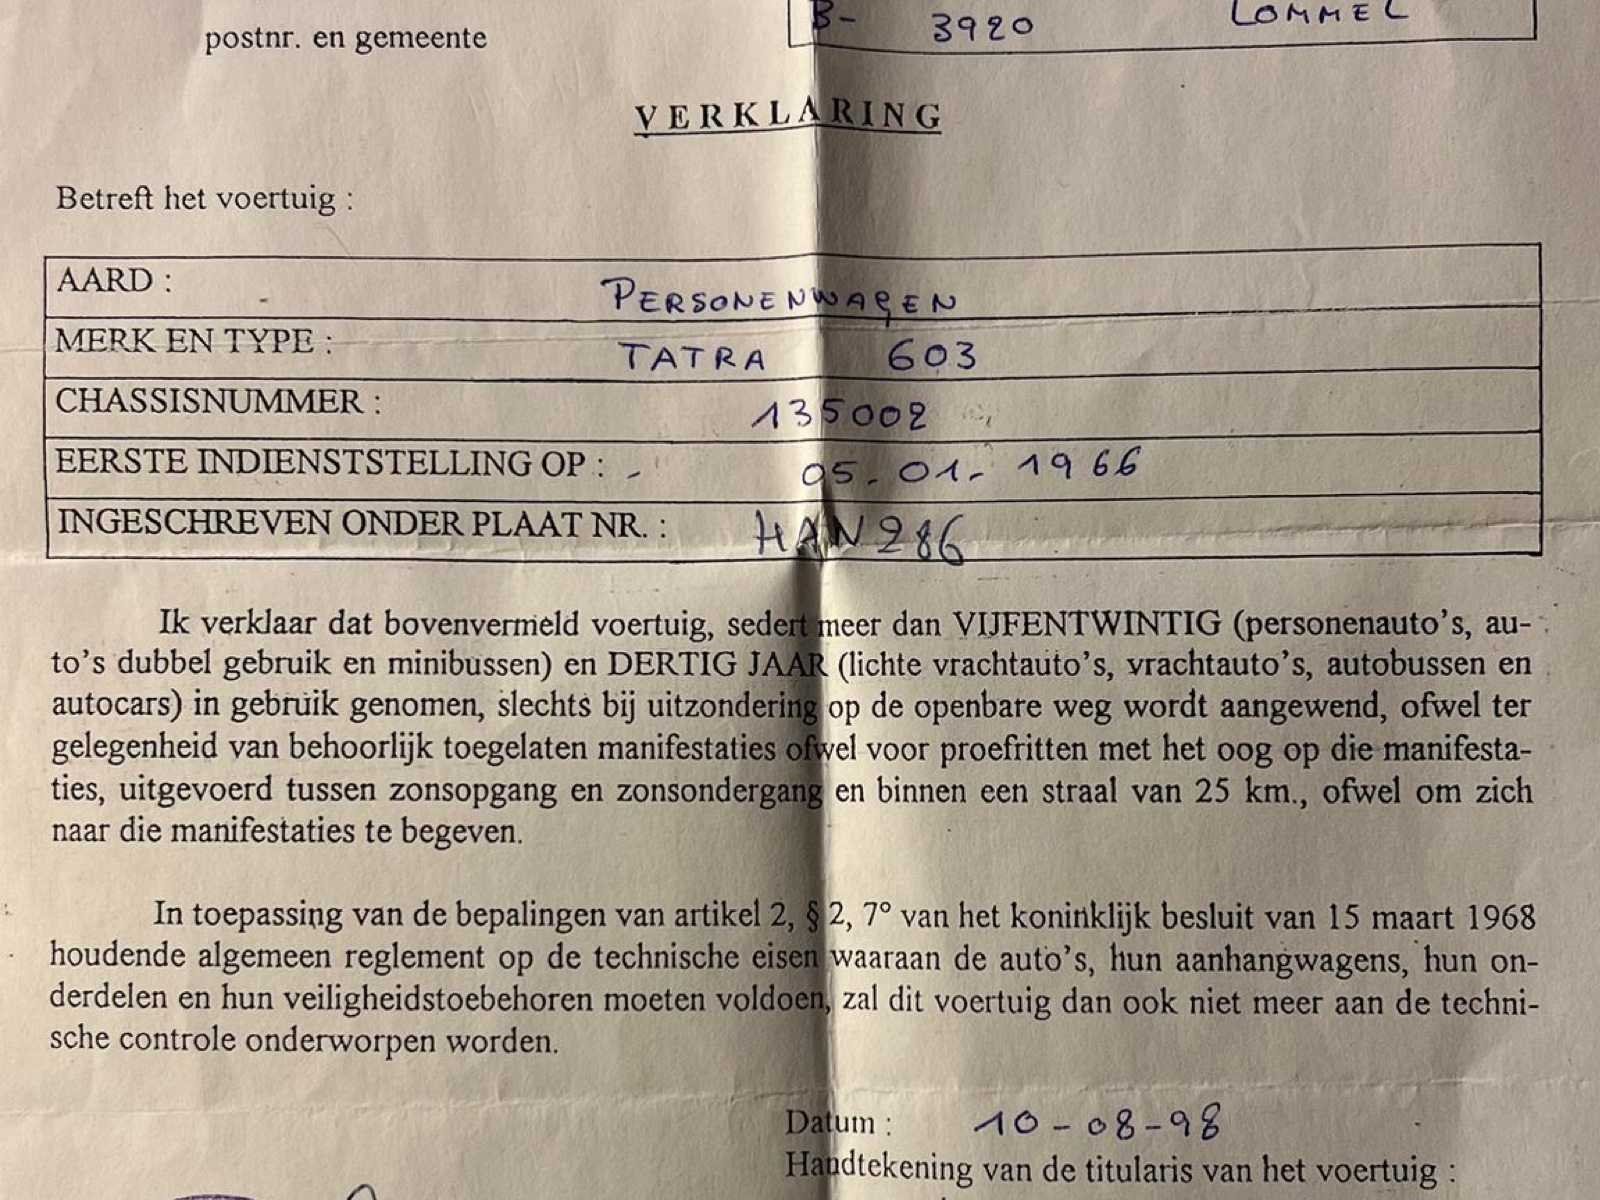 postnr. en gemeente B- 3920 LOMMEL
VERKLARING
Betreft het voertuig :
AARD : PERSONENWAGEN
MERK EN TYPE : TATRA 603
CHASSISNUMMER : 135002
EERSTE INDIENSTSTELLING OP : - 05-01-1966
INGESCHREVEN ONDER PLAAT NR. : HAN286
Ik verklaar dat bovenvermeld voertuig, sedert meer dan VIJFENTWINTIG (personenauto's, au-
to's dubbel gebruik en minibussen) en DERTIG JAAR (lichte vrachtauto's, vrachtauto's, autobussen en
autocars) in gebruik genomen, slechts bij uitzondering op de openbare weg wordt aangewend, ofwel ter
gelegenheid van behoorlijk toegelaten manifestaties ofwel voor proefritten met het oog op die manifesta-
ties, uitgevoerd tussen zonsopgang en zonsondergang en binnen een straal van 25 km., ofwel om zich
naar die manifestaties te begeven.
In toepassing van de bepalingen van artikel 2, § 2, 7° van het koninklijk besluit van 15 maart 1968
houdende algemeen reglement op de technische eisen waaraan de auto's, hun aanhangwagens, hun on-
derdelen en hun veiligheidstoebehoren moeten voldoen, zal dit voertuig dan ook niet meer aan de techni-
sche controle onderworpen worden.
Datum : 10-08-98
Handtekening van de titularis van het voertuig :